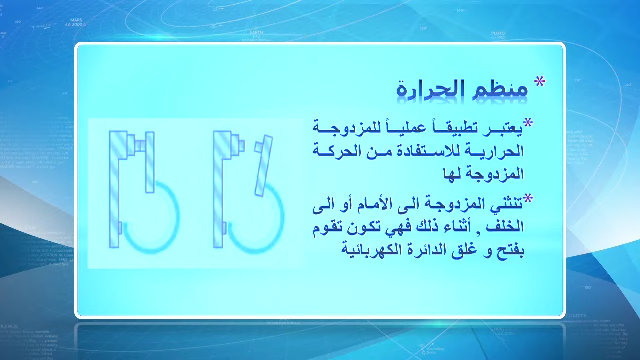 * منظم الحرارة
* يعتبر تطبيقاً عملياً للمزدوجة
الحرارية للاستفادة من الحركة
المزدوجة لها
* تنثني المزدوجة الى الأمام أو الى
الخلف , أثناء ذلك فهي تكون تقوم
بفتح و غلق الدائرة الكهربائية